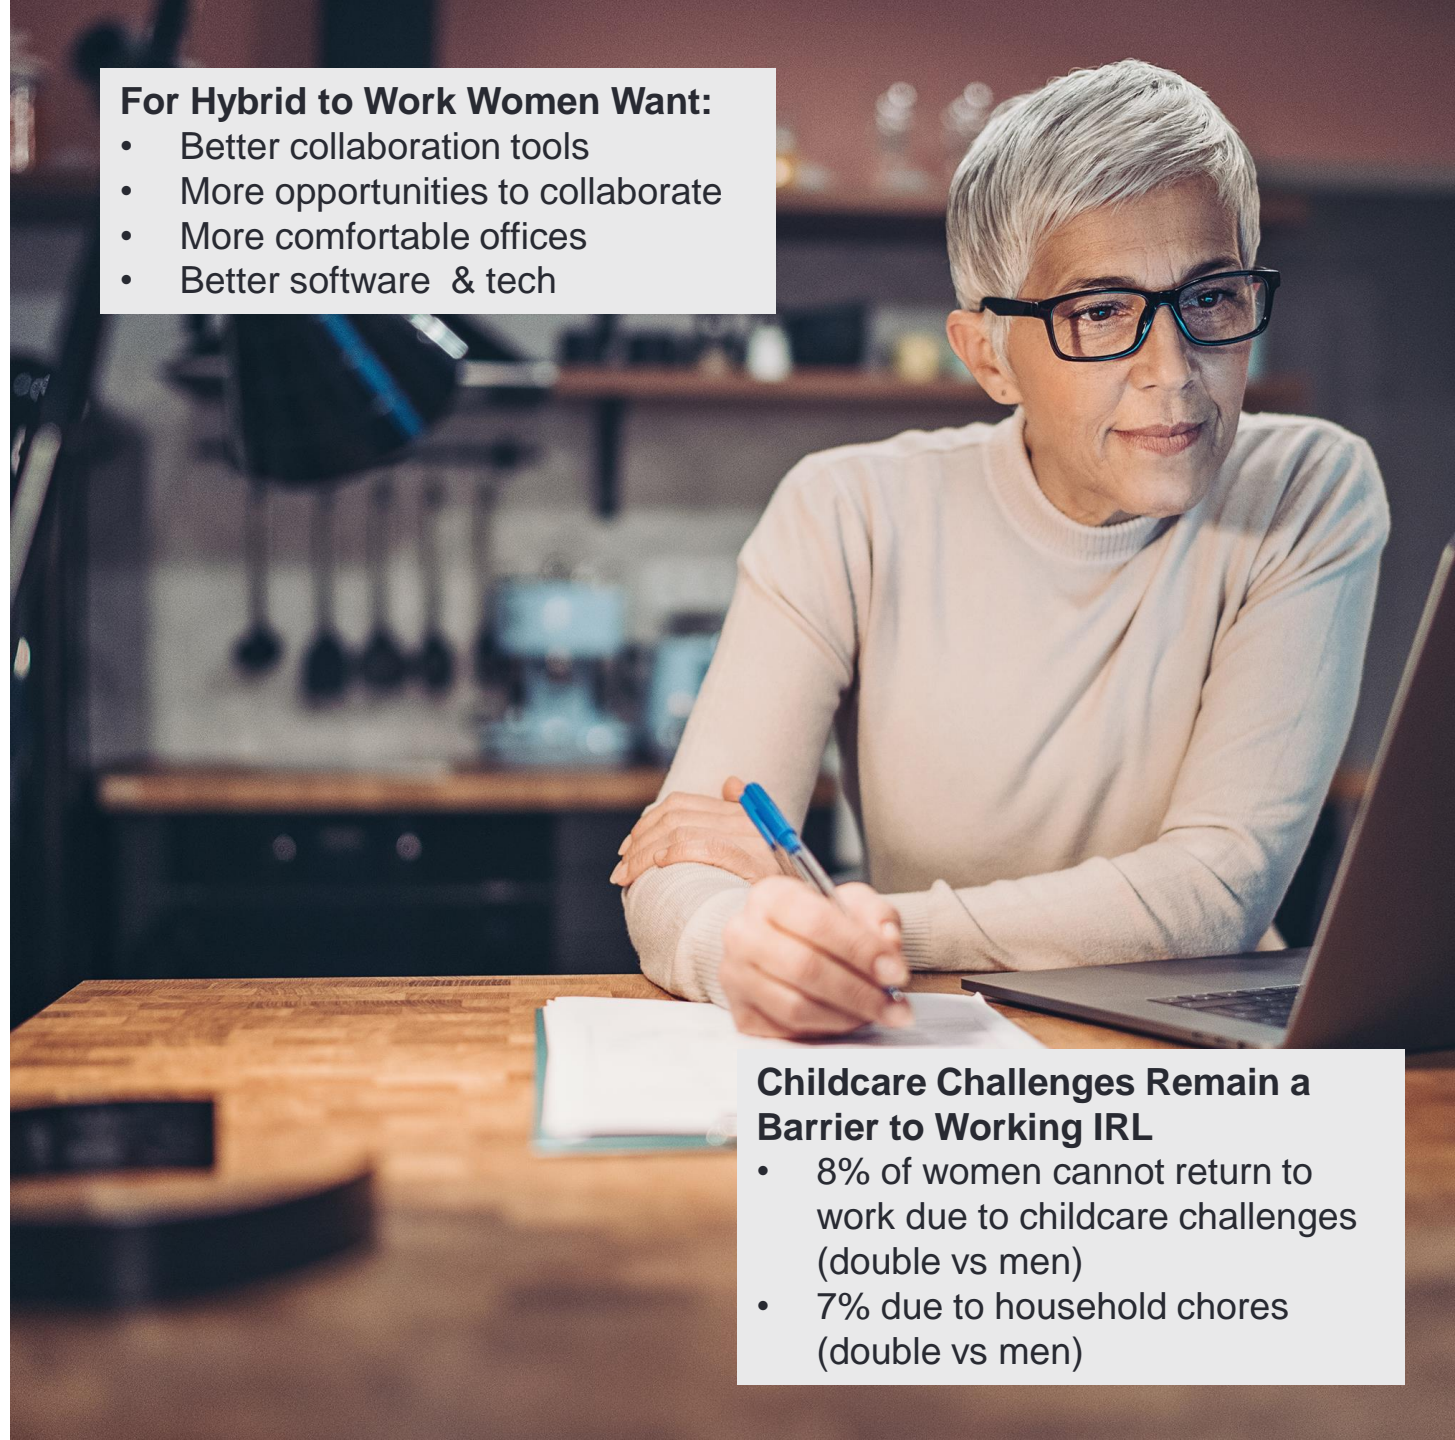 For Hybrid to Work Women Want:
• Better collaboration tools
• More opportunities to collaborate
• More comfortable offices
• Better software  & tech
Childcare Challenges Remain a
Barrier to Working IRL
• 8% of women cannot return to
work due to childcare challenges
(double vs men)
• 7% due to household chores
(double vs men)